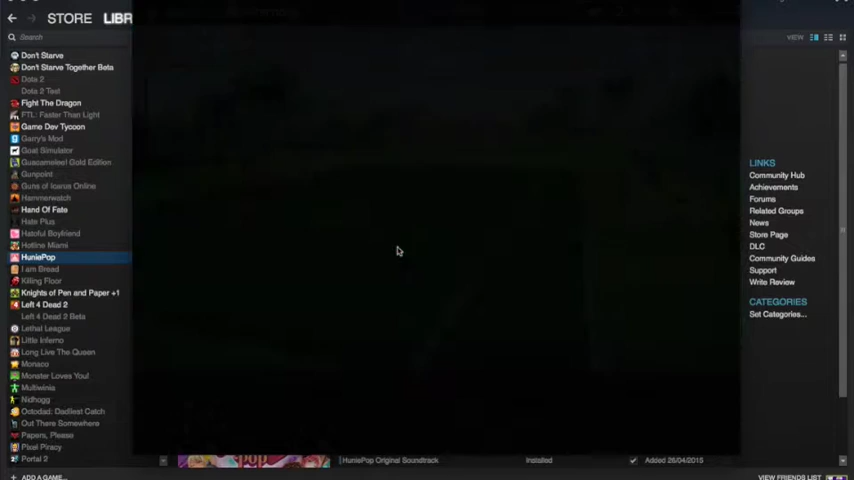 STORE LIBR
Search
VIEW
Don't Starve
Don't Starve Together Beta
Dota 2
Dota 2 Test
Fight The Dragon
FTL: Faster Than Light
Game Dev Tycoon
Garry's Mod
Goat Simulator
Guacamelee! Gold Edition
Gunpoint
Guns of Icarus Online
Hammerwatch
Hand Of Fate
Hate Plus
Hatoful Boyfriend
Hotline Miami
HuniePop
I am Bread
Killing Floor
Knights of Pen and Paper +1
Left 4 Dead 2
Left 4 Dead 2 Beta
Lethal League
Little Inferno
Long Live The Queen
Monaco
Monster Loves You!
Multiwinia
Nidhogg
Octodad: Dadliest Catch
Out There Somewhere
Papers, Please
Pixel Piracy
Portal 2
LINKS
Community Hub
Achievements
Forums
Related Groups
News
Store Page
DLC
Community Guides
Support
Write Review
CATEGORIES
Set Categories...
HuniePop Original Soundtrack Installed Added 26/04/2015
ADD A GAME...
VIEW FRIENDS LIST